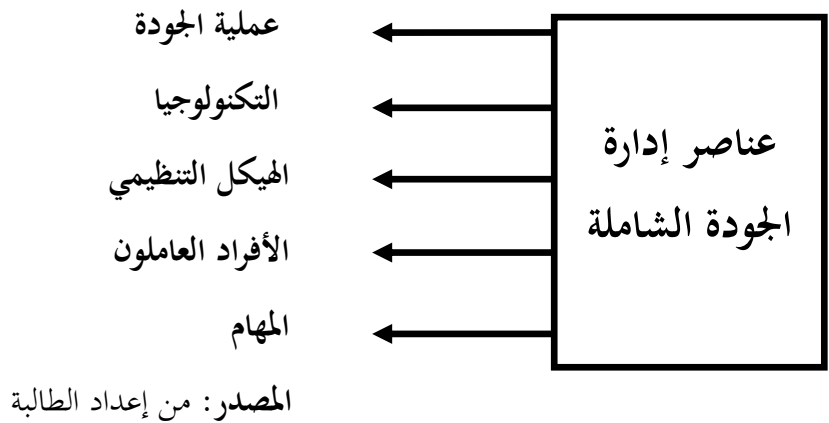 عناصر إدارة
الجودة الشاملة
عملية الجودة
التكنولوجيا
الهيكل التنظيمي
الأفراد العاملون
المهام
المصدر: من إعداد الطالبة